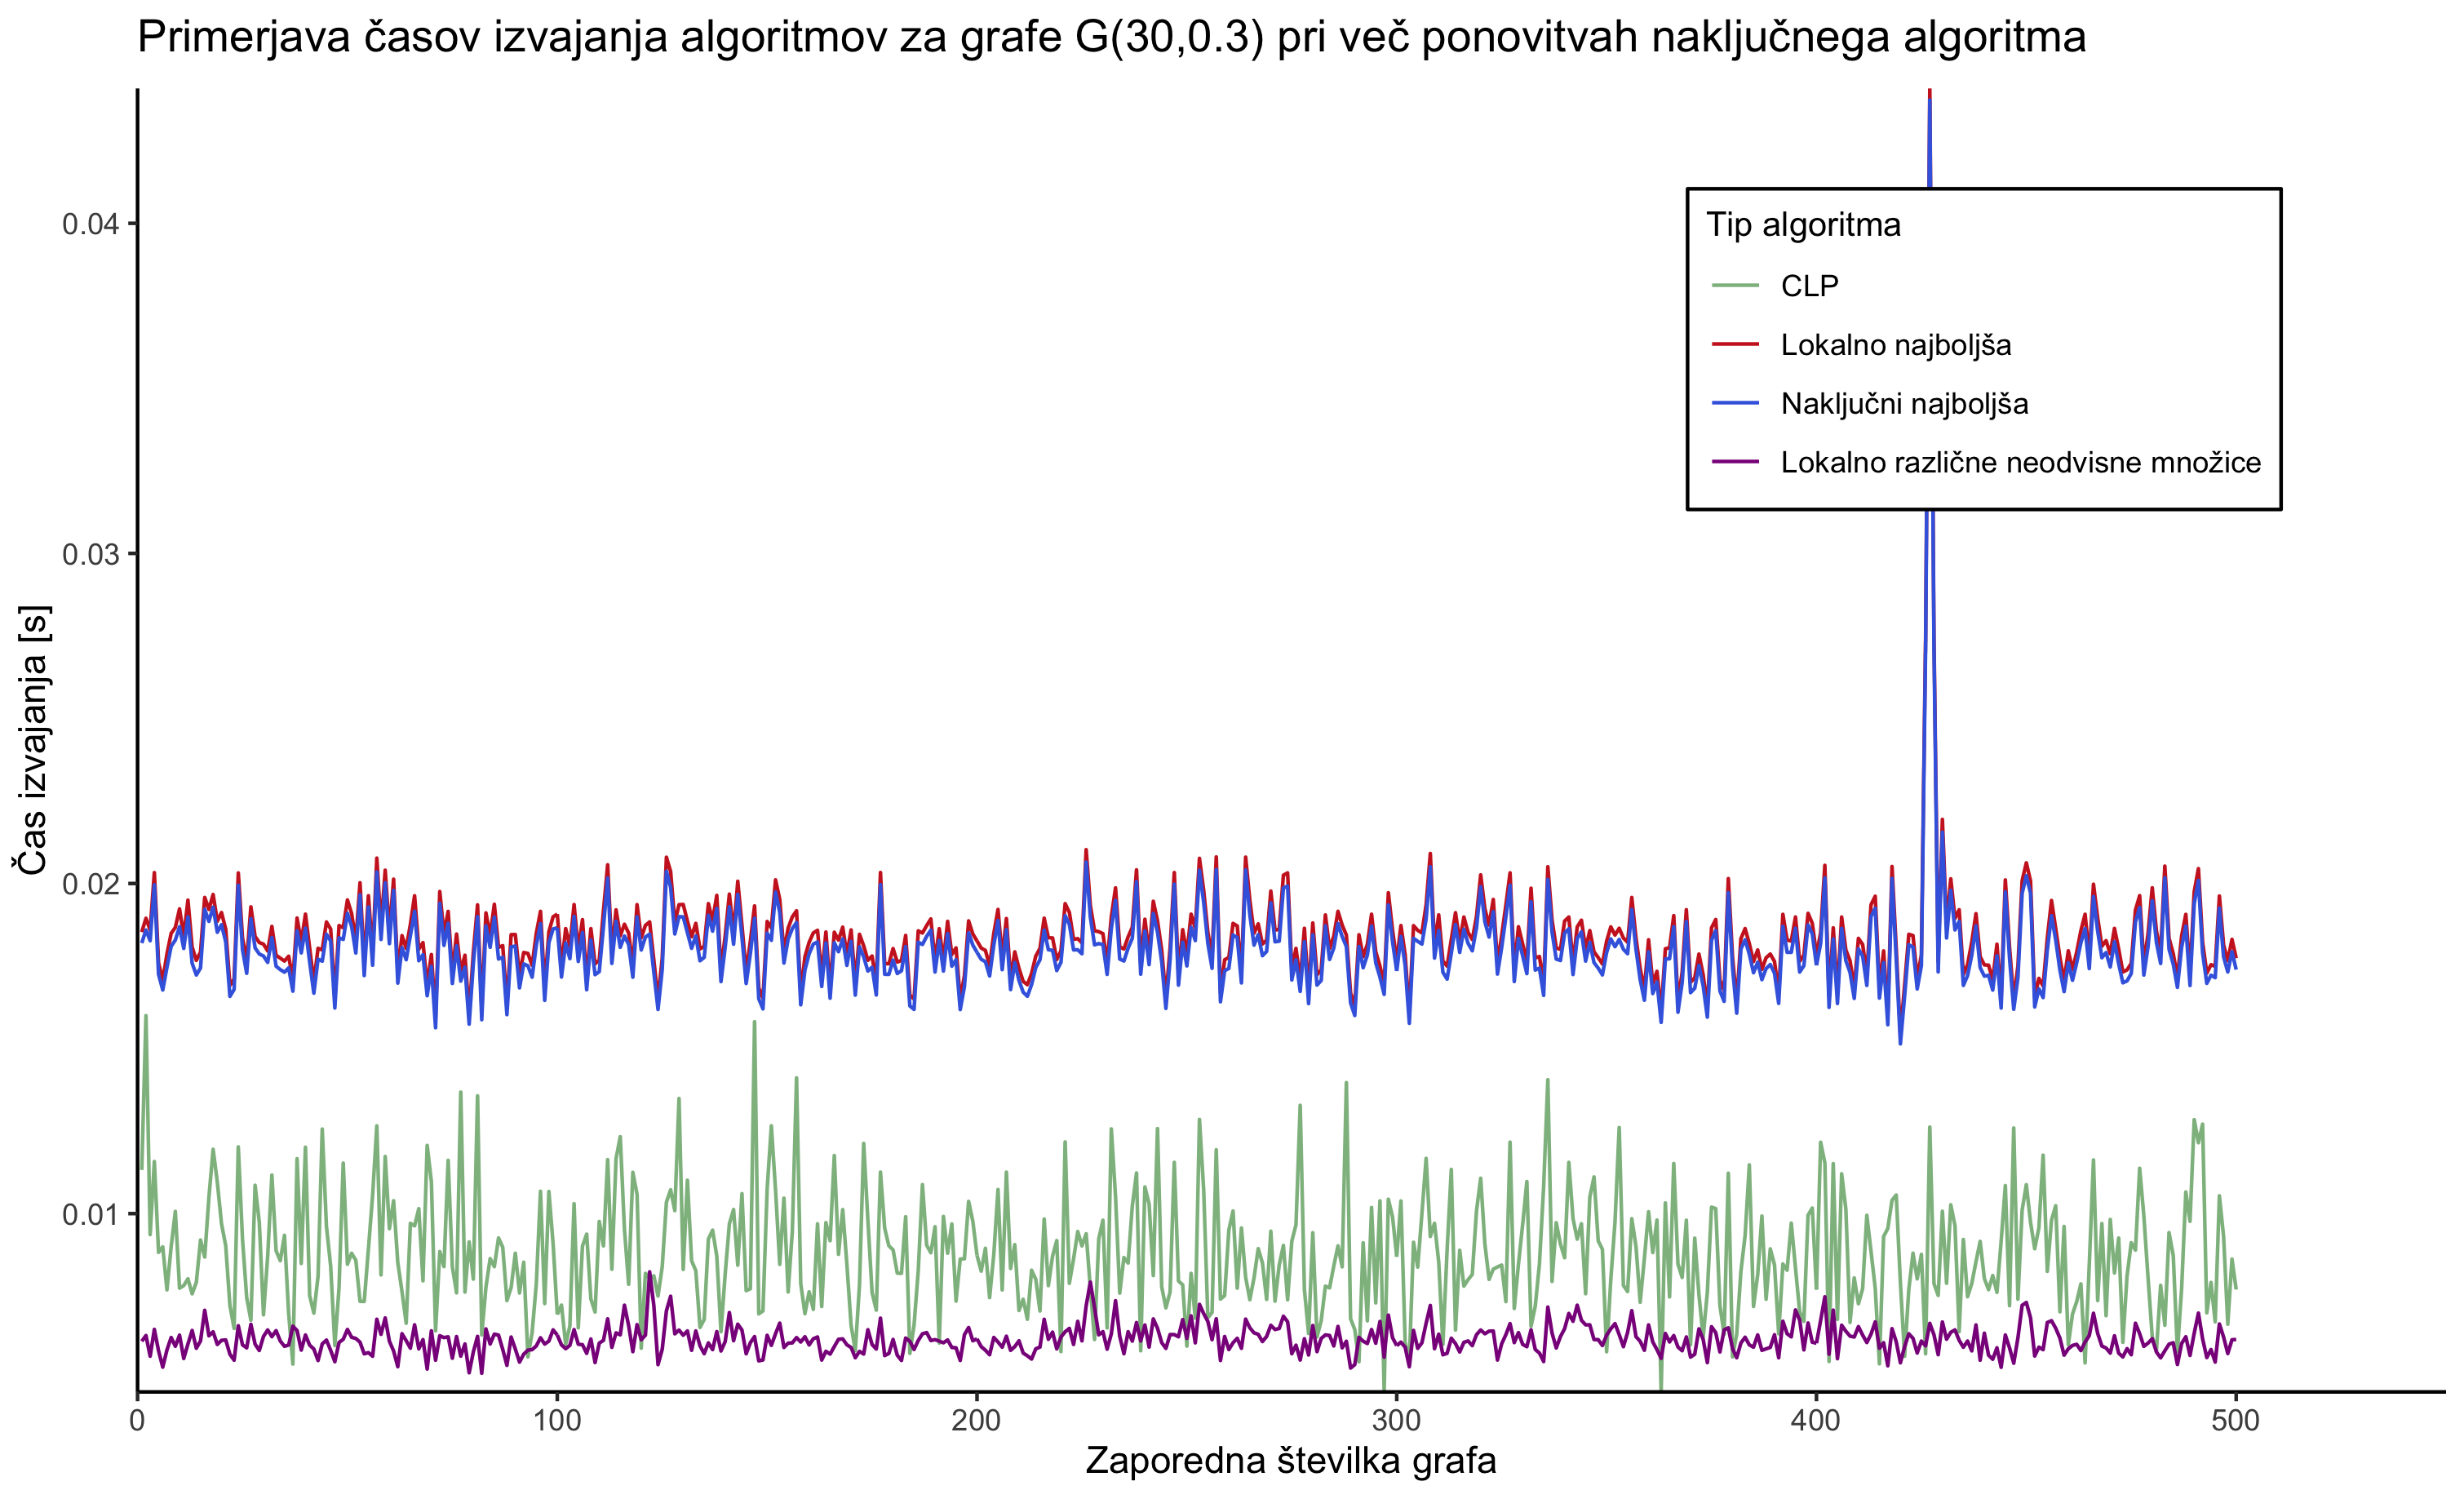 Primerjava časov izvajanja algoritmov za grafe G(30,0.3) pri več ponovitvah naključnega algoritma
Čas izvajanja [s]
0.04
0.03
0.02
0.01
Tip algoritma
CLP
Lokalno najboljša
Naključni najboljša
Lokalno različne neodvisne množice
0
100
200
300
400
500
Zaporedna številka grafa